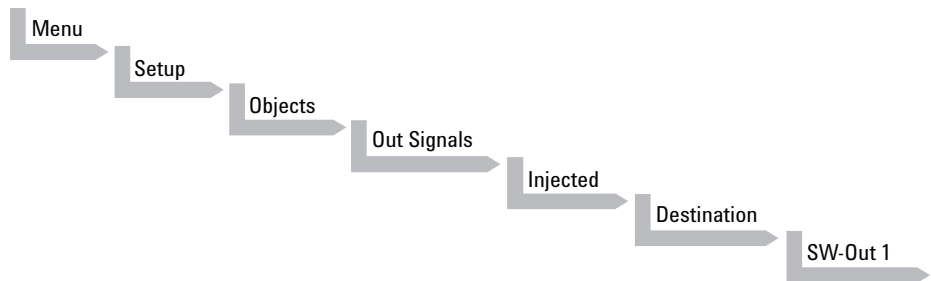 Menu
Setup
Objects
Out Signals
Injected
Destination
SW-Out 1